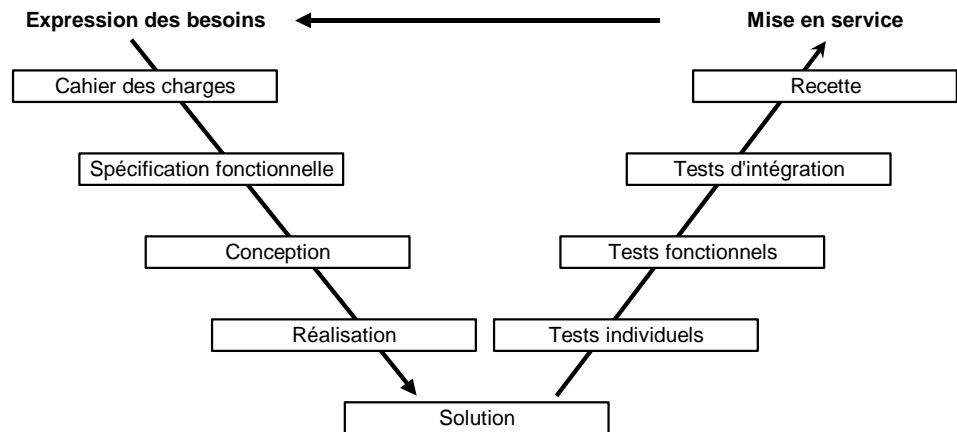 Expression des besoins
Mise en service
Cahier des charges
Recette
Spécification fonctionnelle
Tests d'intégration
Conception
Tests fonctionnels
Réalisation
Tests individuels
Solution